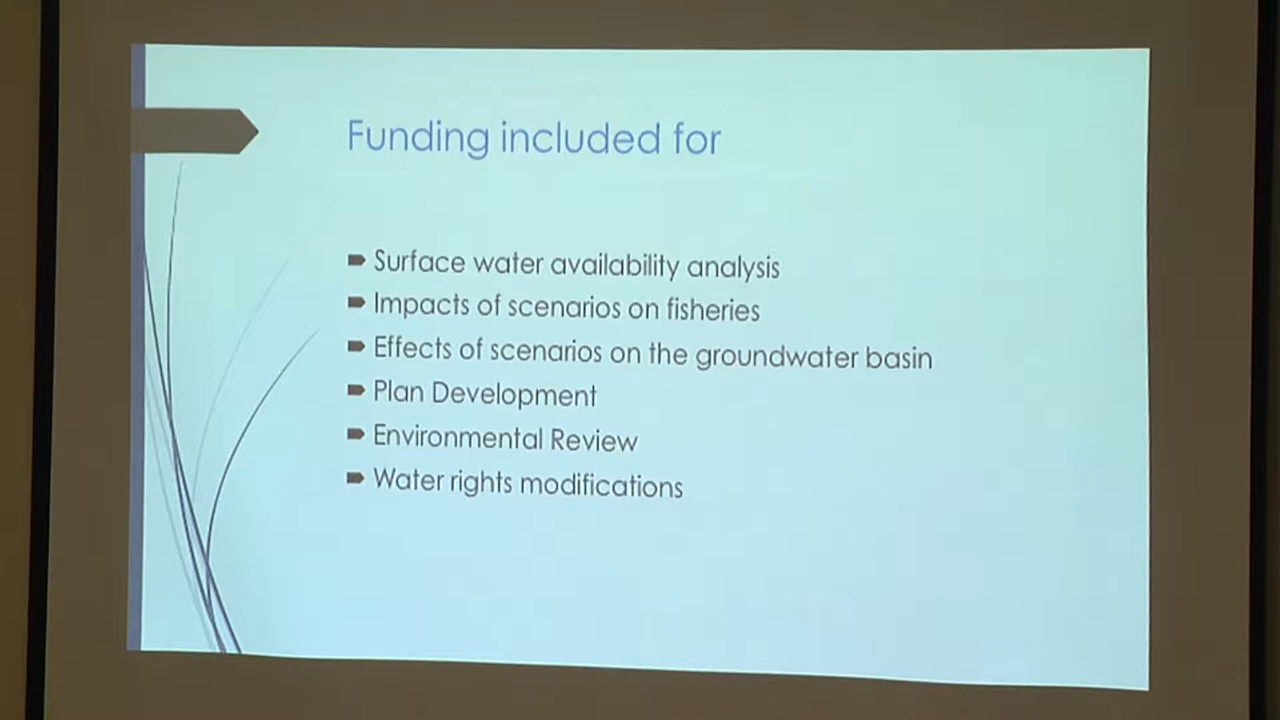 Funding included for
Surface water availability analysis
Impacts of scenarios on fisheries
Effects of scenarios on the groundwater basin
Plan Development
Environmental Review
Water rights modifications